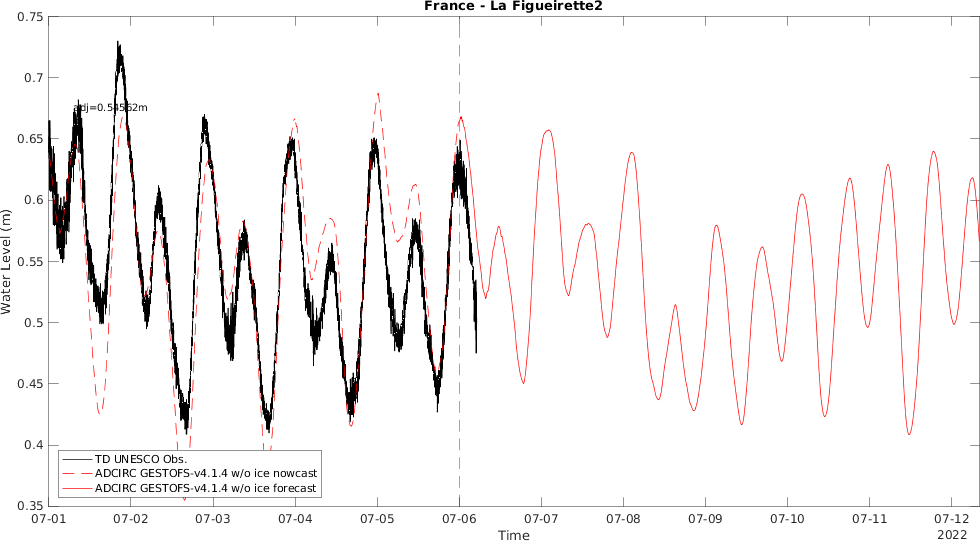 France - La Figueirette2
0.75
0.7
0.65
0.6
0.55
0.5
0.45
0.4
0.35
Water Level (m)
adj=0.54562m
TD UNESCO Obs.
ADCIRC GESTOFS-v4.1.4 w/o ice nowcast
ADCIRC GESTOFS-v4.1.4 w/o ice forecast
07-01 07-02 07-03 07-04 07-05 07-06 07-07 07-08 07-09 07-10 07-11 07-12
Time
2022